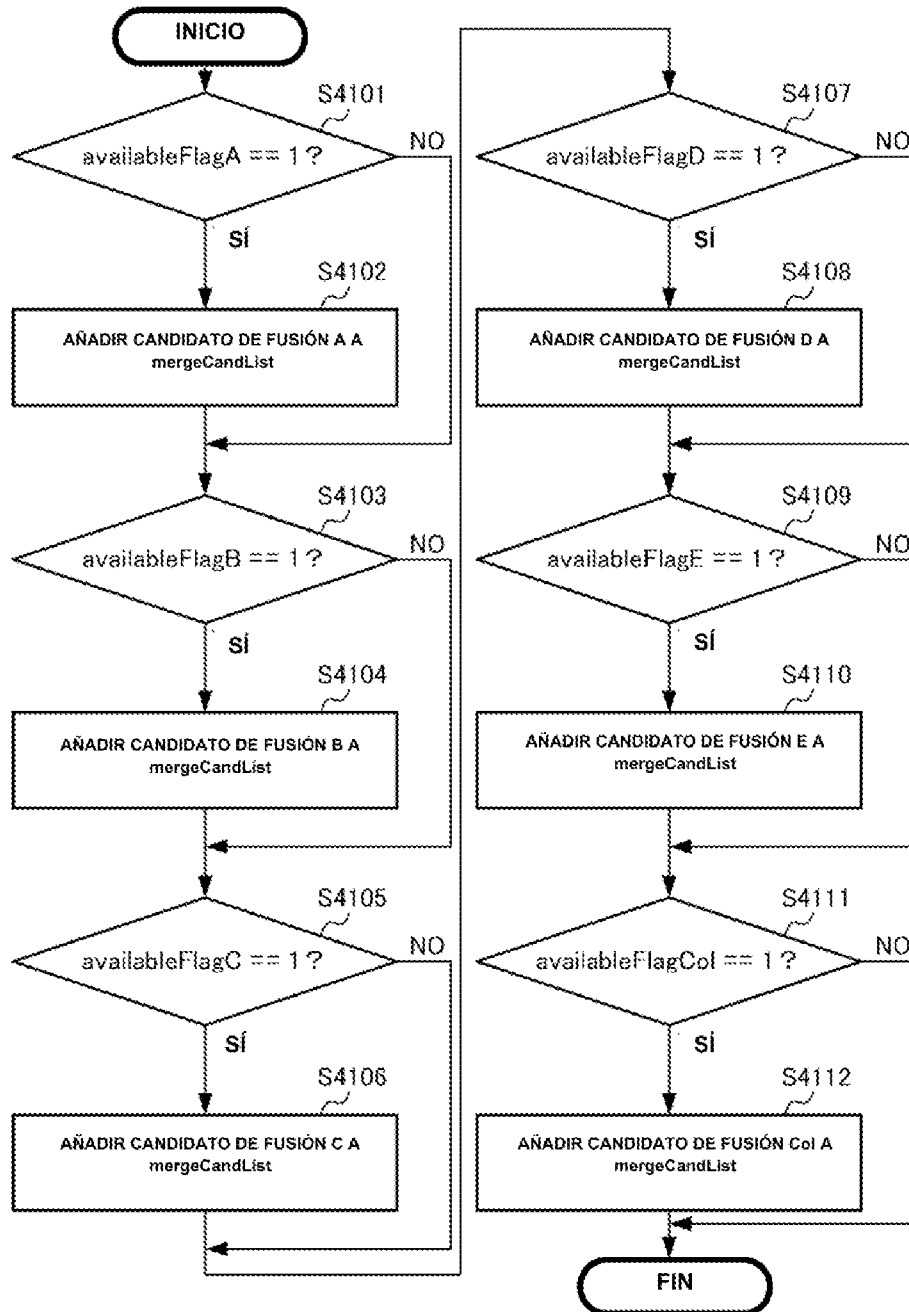 INICIO
S4101
availableFlagA == 1?
NO
SÍ
S4102
AÑADIR CANDIDATO DE FUSIÓN A A
mergeCandList
S4103
availableFlagB == 1?
NO
SÍ
S4104
AÑADIR CANDIDATO DE FUSIÓN B A
mergeCandList
S4105
availableFlagC == 1?
NO
SÍ
S4106
AÑADIR CANDIDATO DE FUSIÓN C A
mergeCandList
S4107
availableFlagD == 1?
NO
SÍ
S4108
AÑADIR CANDIDATO DE FUSIÓN D A
mergeCandList
S4109
availableFlagE == 1?
NO
SÍ
S4110
AÑADIR CANDIDATO DE FUSIÓN E A
mergeCandList
S4111
availableFlagCol == 1?
NO
SÍ
S4112
AÑADIR CANDIDATO DE FUSIÓN Col A
mergeCandList
FIN